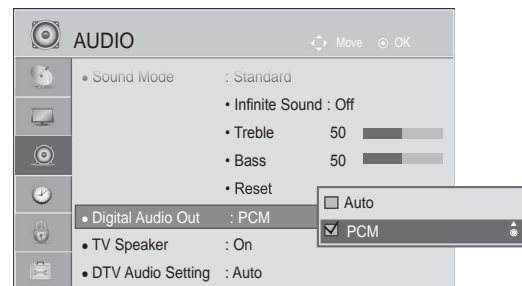 AUDIO
Move OK
• Sound Mode : Standard
• Infinite Sound : Off
• Treble 50
• Bass 50
• Reset
• Digital Audio Out : PCM
Auto
PCM
• TV Speaker : On
• DTV Audio Setting : Auto